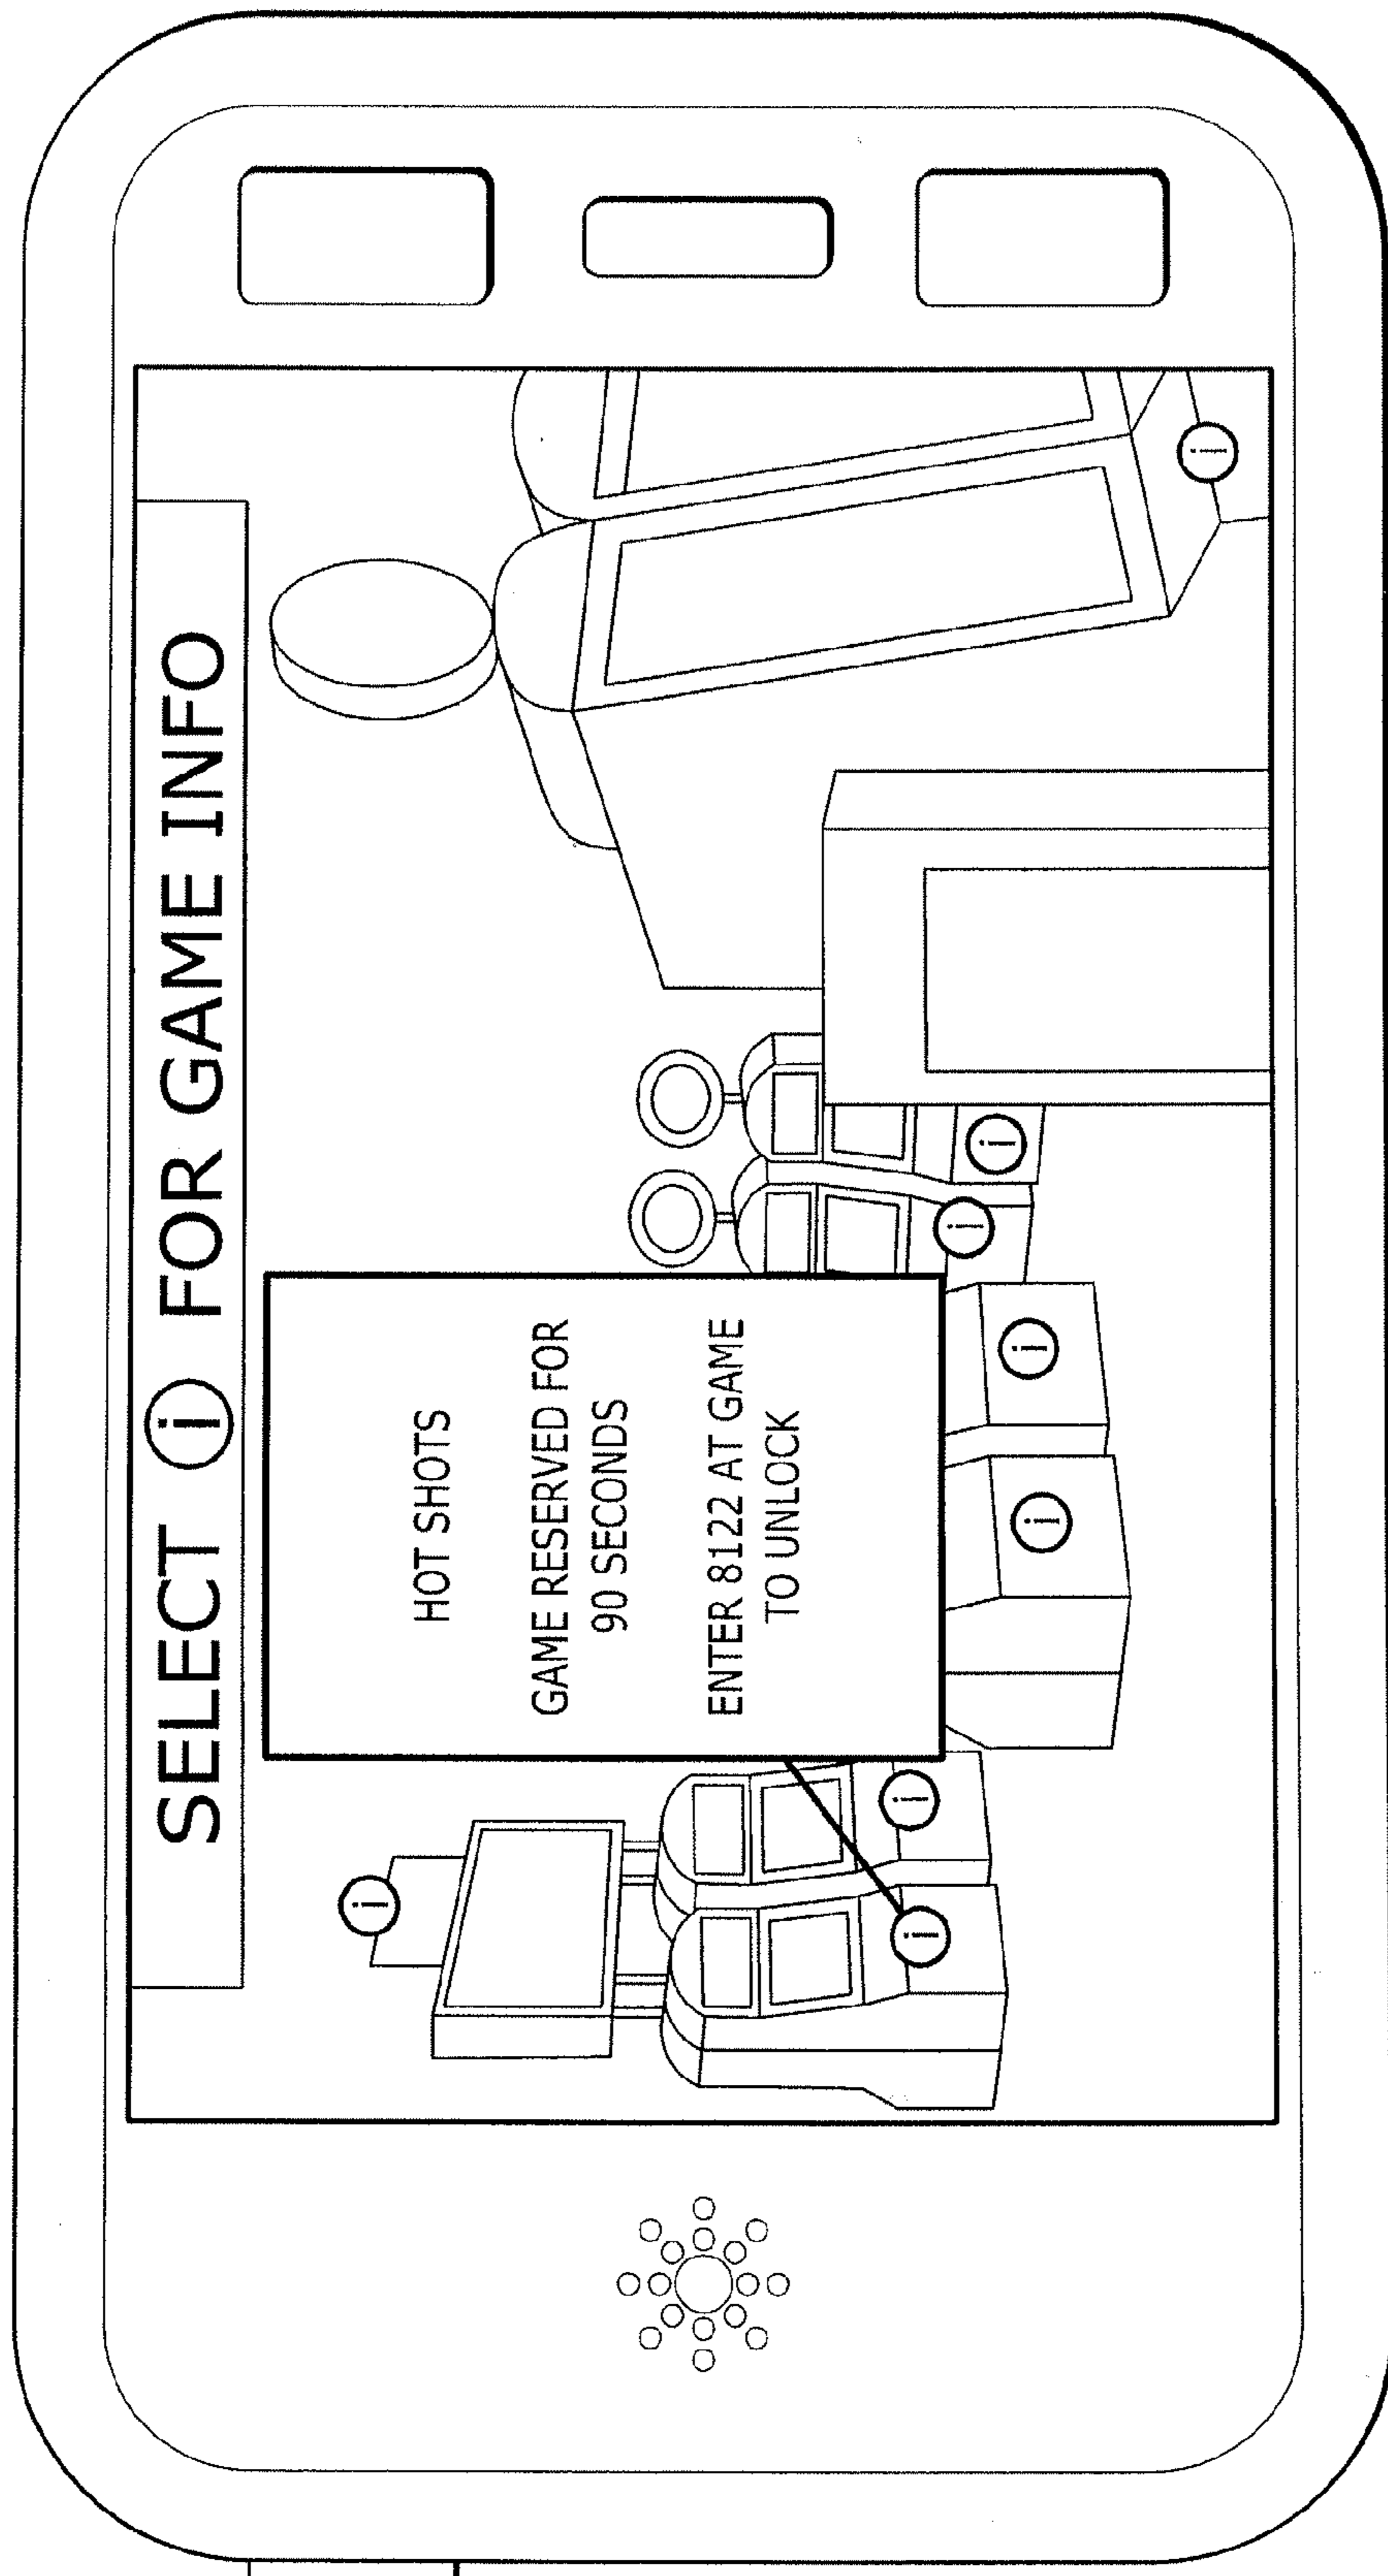 SELECT i FOR GAME INFO
HOT SHOTS
GAME RESERVED FOR
90 SECONDS
ENTER 8122 AT GAME
TO UNLOCK
i
i
i
i
i
i
i
i